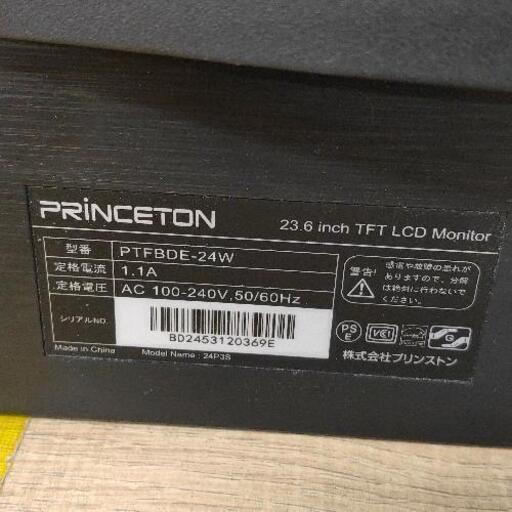 PRINCETON
23.6 inch TFT LCD Monitor
型番 PTFBDE-24W
定格電流 1.1A
定格電圧 AC 100-240V,50/60Hz
シリアルNO.
BD2453120369E
警告!
感電や故障の恐れが
ありますので、分解
は絶対に行わないで
ください。
PS
E
VCCI
G
株式会社プリンストン
Made in China
Model Name : 24P3S